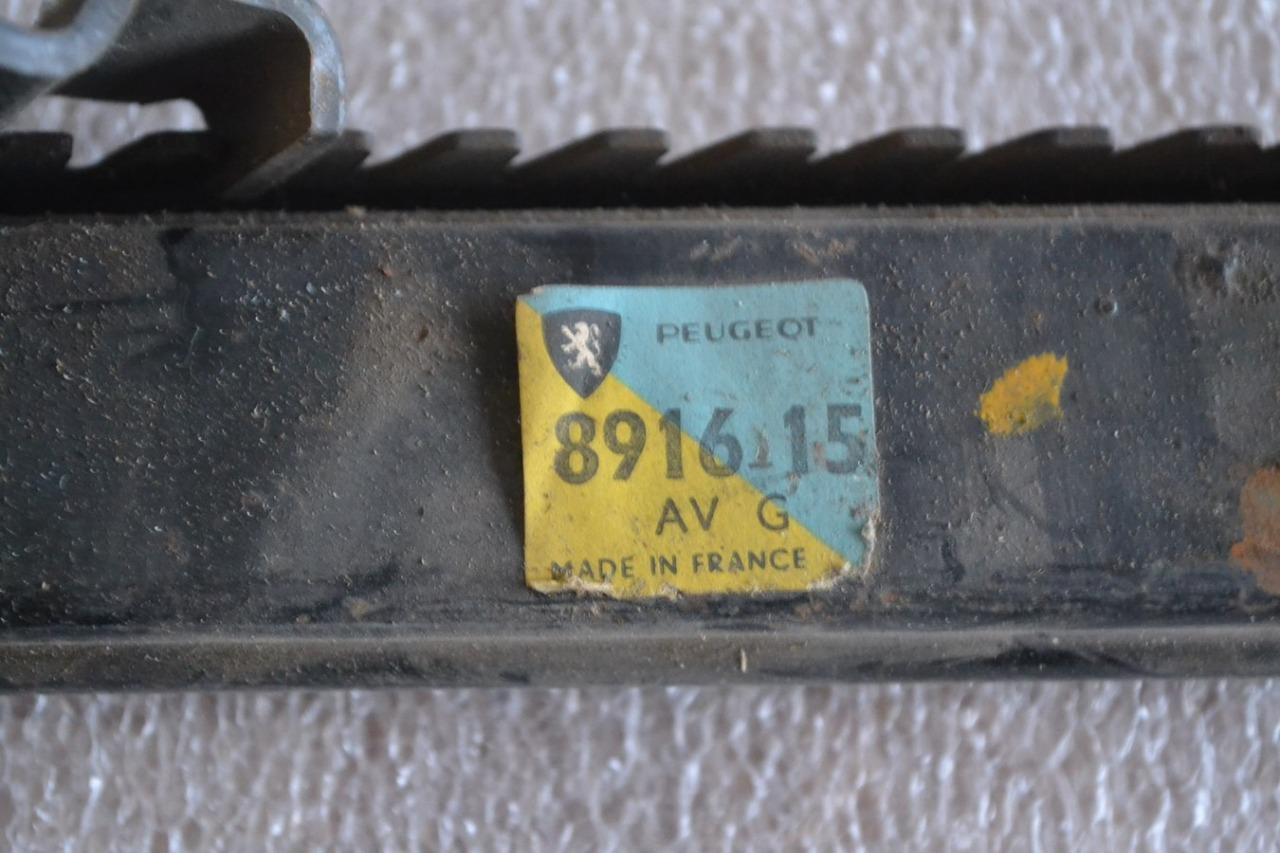 PEUGEOT
8916.15
AV G
MADE IN FRANCE